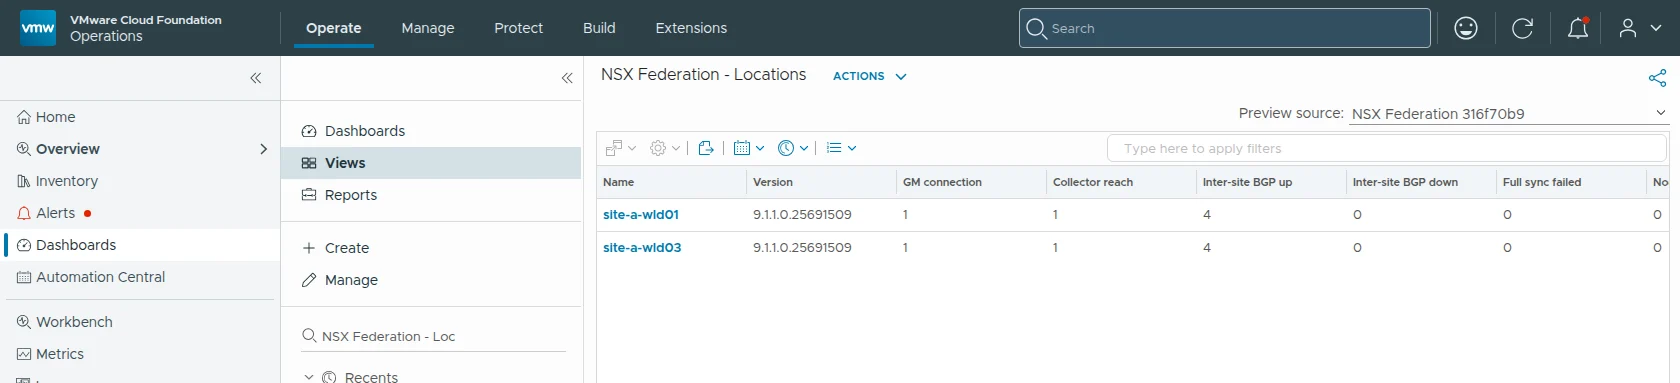 vmw
VMware Cloud Foundation
Operations
Operate
Manage
Protect
Build
Extensions
Search
Home
Overview
Inventory
Alerts
Dashboards
Automation Central
Workbench
Metrics
Dashboards
Views
Reports
Create
Manage
NSX Federation - Loc
Recents
NSX Federation - Locations
ACTIONS
Preview source: NSX Federation 316f70b9
Type here to apply filters
Name Version GM connection Collector reach Inter-site BGP up Inter-site BGP down Full sync failed No
site-a-wld01 9.1.1.0.25691509 1 1 4 0 0 0
site-a-wld03 9.1.1.0.25691509 1 1 4 0 0 0